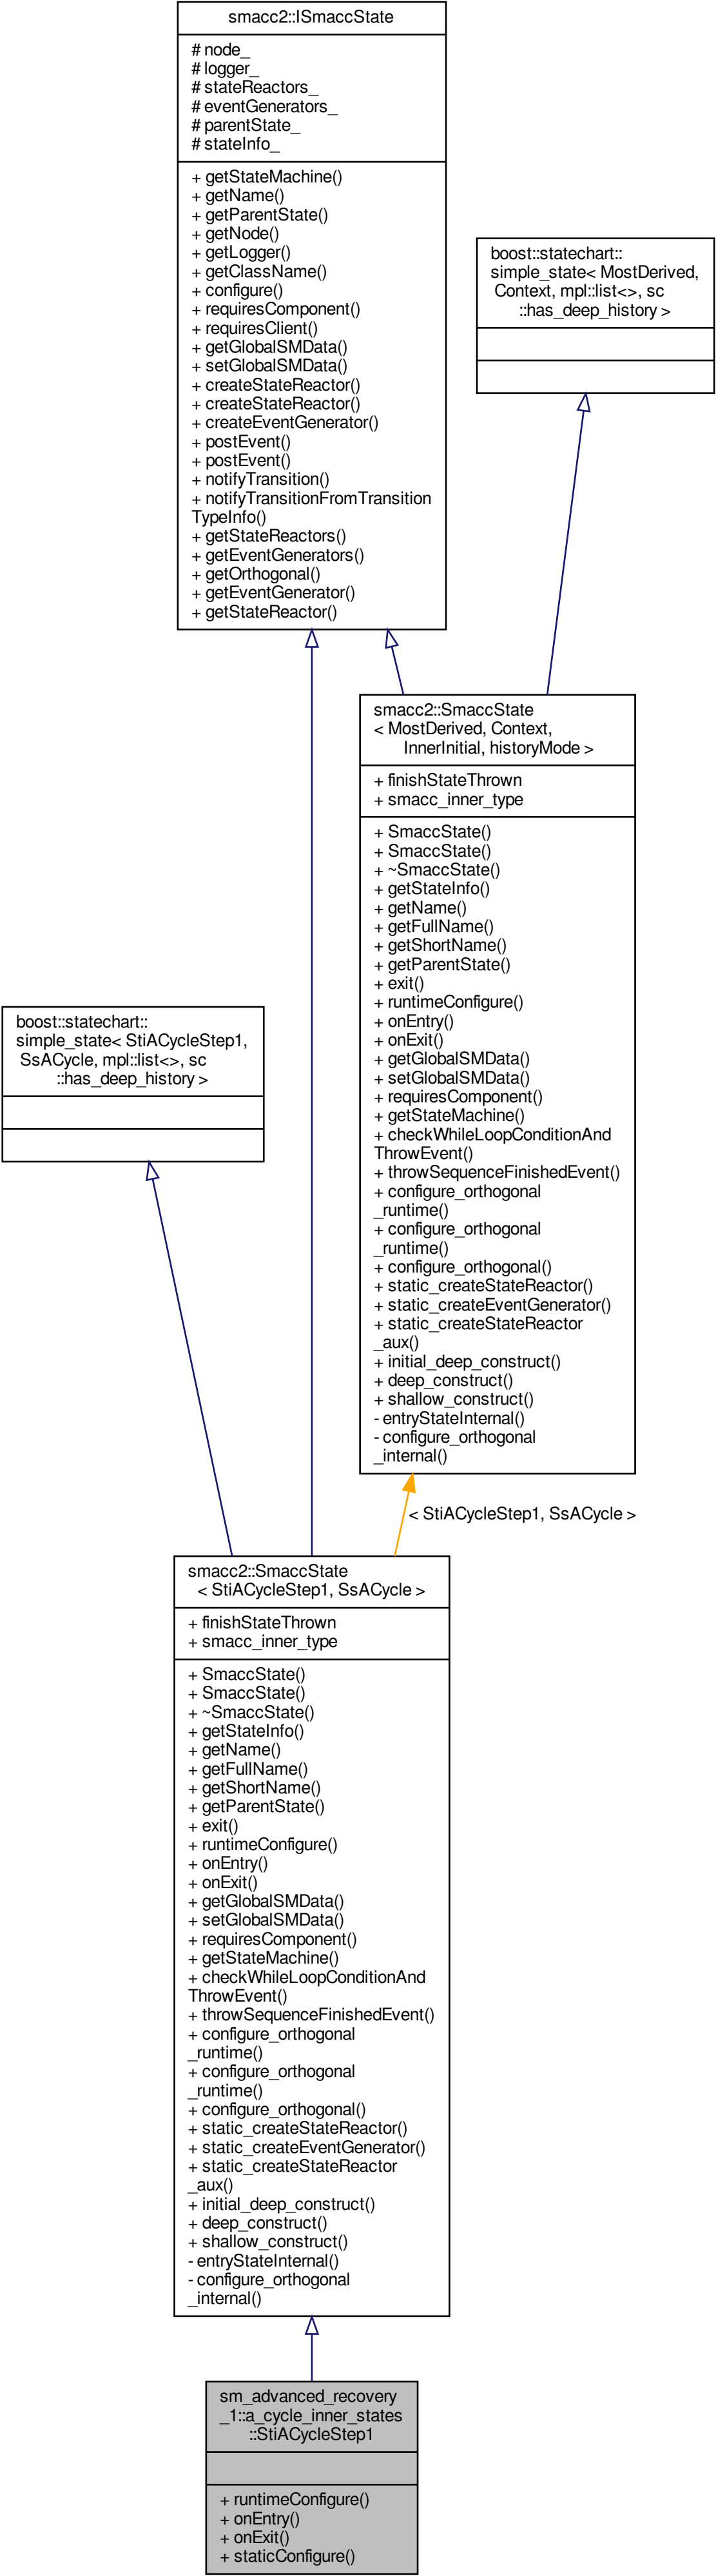 smacc2::ISmaccState
# node_
# logger_
# stateReactors_
# eventGenerators_
# parentState_
# stateInfo_
+ getStateMachine()
+ getName()
+ getParentState()
+ getNode()
+ getLogger()
+ getClassName()
+ configure()
+ requiresComponent()
+ requiresClient()
+ getGlobalSMData()
+ setGlobalSMData()
+ createStateReactor()
+ createStateReactor()
+ createEventGenerator()
+ postEvent()
+ postEvent()
+ notifyTransition()
+ notifyTransitionFromTransition
TypeInfo()
+ getStateReactors()
+ getEventGenerators()
+ getOrthogonal()
+ getEventGenerator()
+ getStateReactor()
boost::statechart::
simple_state< MostDerived,
Context, mpl::list<>, sc
::has_deep_history >
smacc2::SmaccState
< MostDerived, Context,
InnerInitial, historyMode >
+ finishStateThrown
+ smacc_inner_type
+ SmaccState()
+ SmaccState()
+ ~SmaccState()
+ getStateInfo()
+ getName()
+ getFullName()
+ getShortName()
+ getParentState()
+ exit()
+ runtimeConfigure()
+ onEntry()
+ onExit()
+ getGlobalSMData()
+ setGlobalSMData()
+ requiresComponent()
+ getStateMachine()
+ checkWhileLoopConditionAnd
ThrowEvent()
+ throwSequenceFinishedEvent()
+ configure_orthogonal
_runtime()
+ configure_orthogonal
_runtime()
+ configure_orthogonal()
+ static_createStateReactor()
+ static_createEventGenerator()
+ static_createStateReactor
_aux()
+ initial_deep_construct()
+ deep_construct()
+ shallow_construct()
- entryStateInternal()
- configure_orthogonal
_internal()
boost::statechart::
simple_state< StiACycleStep1,
SsACycle, mpl::list<>, sc
::has_deep_history >
< StiACycleStep1, SsACycle >
smacc2::SmaccState
< StiACycleStep1, SsACycle >
+ finishStateThrown
+ smacc_inner_type
+ SmaccState()
+ SmaccState()
+ ~SmaccState()
+ getStateInfo()
+ getName()
+ getFullName()
+ getShortName()
+ getParentState()
+ exit()
+ runtimeConfigure()
+ onEntry()
+ onExit()
+ getGlobalSMData()
+ setGlobalSMData()
+ requiresComponent()
+ getStateMachine()
+ checkWhileLoopConditionAnd
ThrowEvent()
+ throwSequenceFinishedEvent()
+ configure_orthogonal
_runtime()
+ configure_orthogonal
_runtime()
+ configure_orthogonal()
+ static_createStateReactor()
+ static_createEventGenerator()
+ static_createStateReactor
_aux()
+ initial_deep_construct()
+ deep_construct()
+ shallow_construct()
- entryStateInternal()
- configure_orthogonal
_internal()
sm_advanced_recovery
_1::a_cycle_inner_states
::StiACycleStep1
+ runtimeConfigure()
+ onEntry()
+ onExit()
+ staticConfigure()